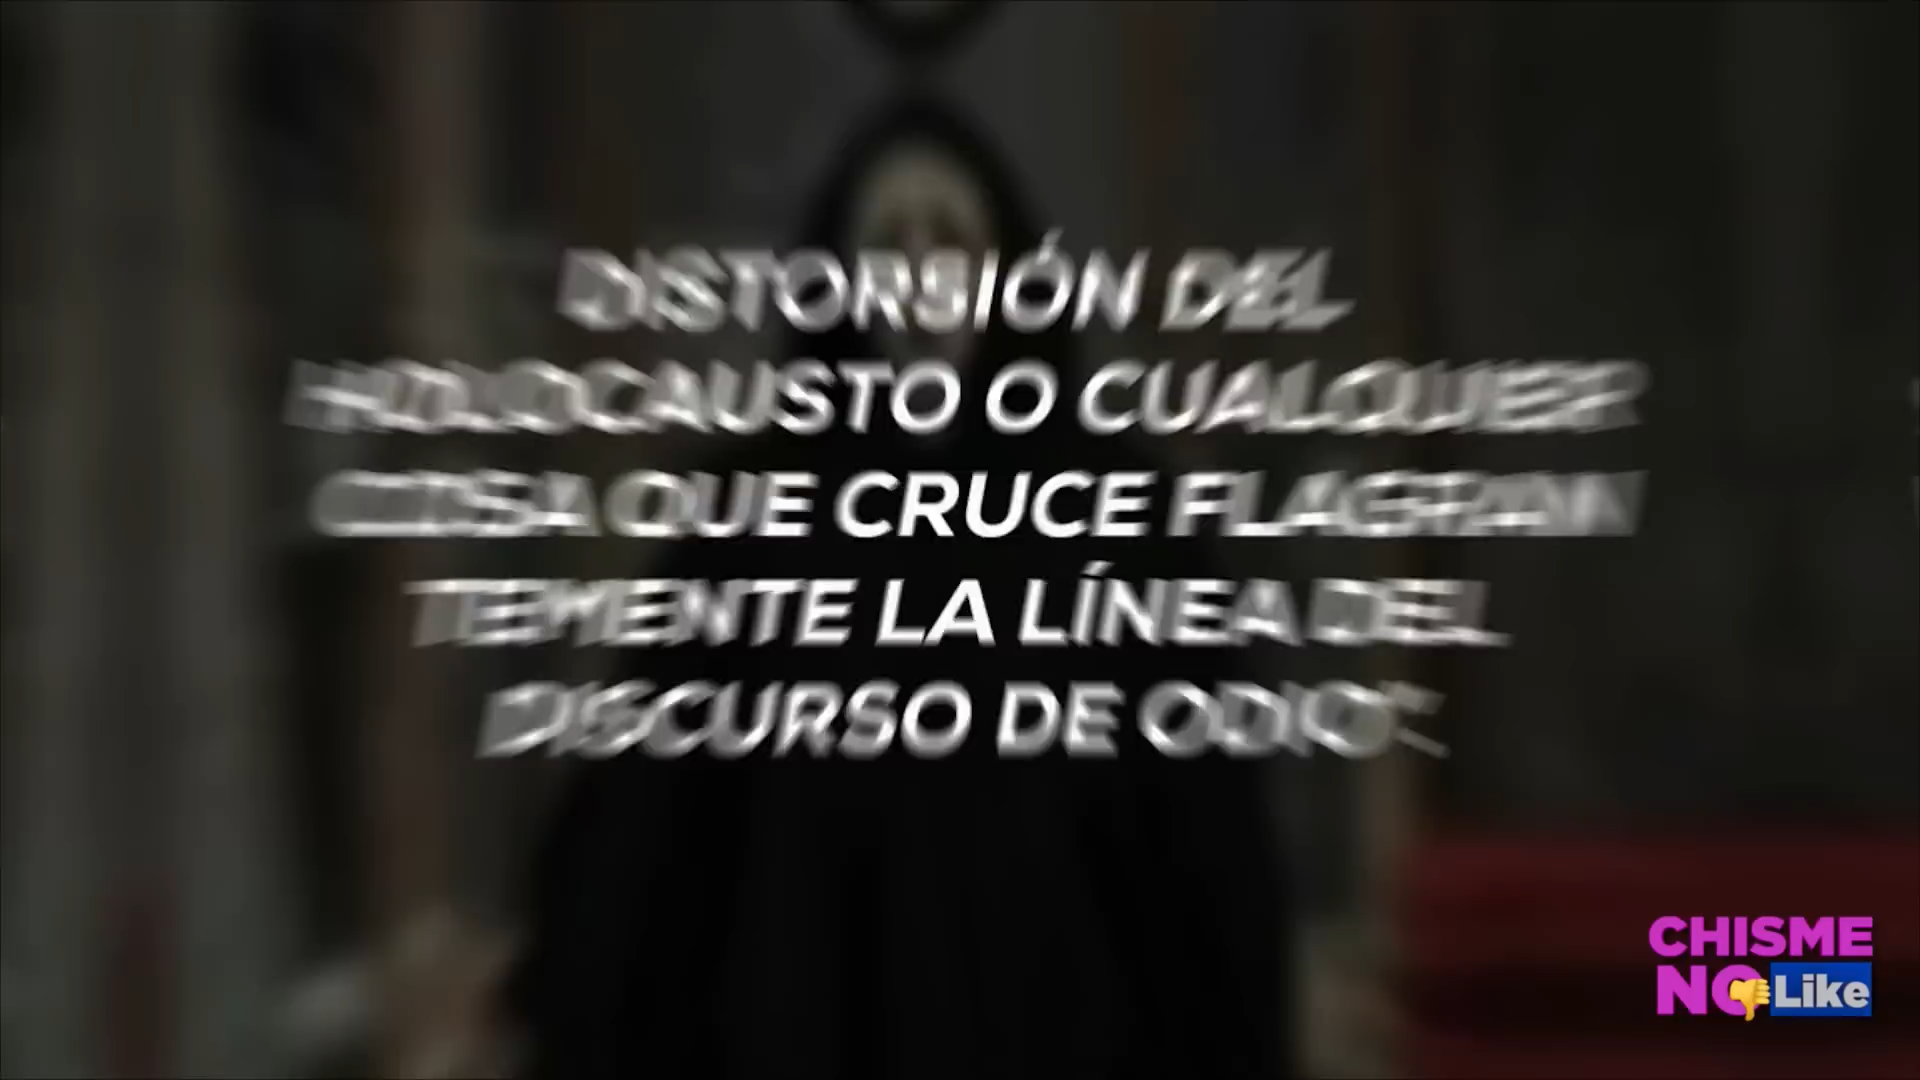 DISTORSIÓN DEL
HOLOCAUSTO O CUALQUIER
COSA QUE CRUCE FLAGRAN
TEMENTE LA LÍNEA DEL
DISCURSO DE ODIO".
CHISME
NO Like